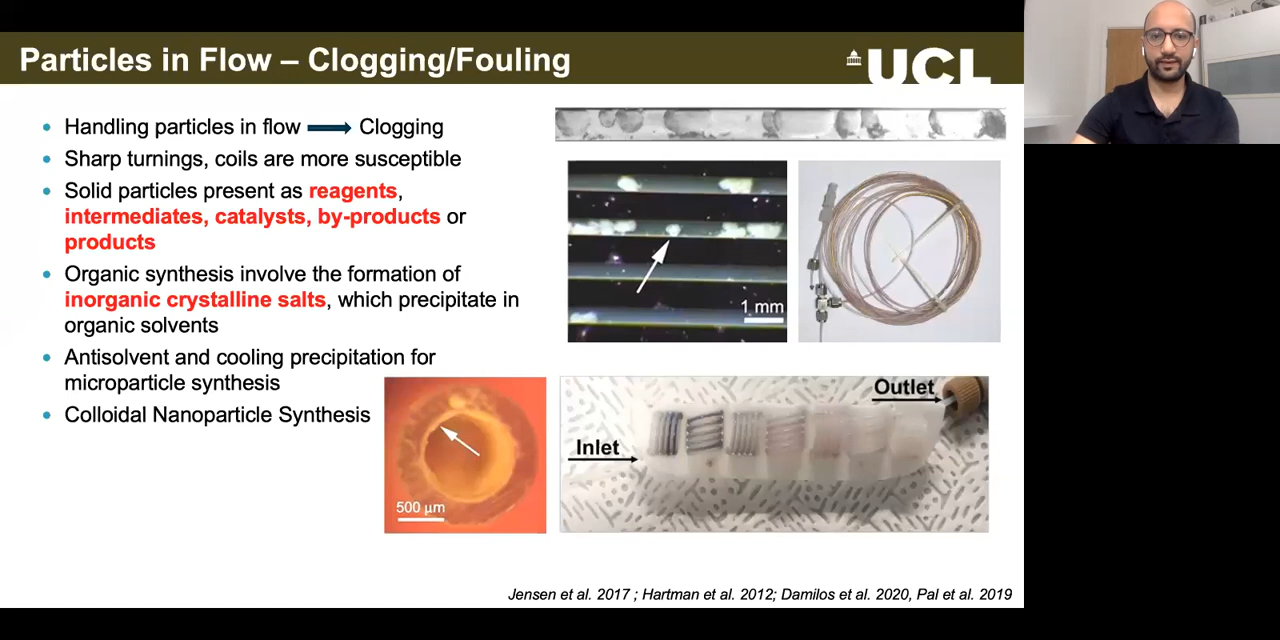 Particles in Flow – Clogging/Fouling
UCL
Handling particles in flow
Clogging
Sharp turnings, coils are more susceptible
Solid particles present as reagents,
intermediates, catalysts, by-products or
products
Organic synthesis involve the formation of
inorganic crystalline salts, which precipitate in
organic solvents
Antisolvent and cooling precipitation for
microparticle synthesis
Colloidal Nanoparticle Synthesis
1 mm
500 µm
Inlet
Outlet
Jensen et al. 2017 ; Hartman et al. 2012; Damilos et al. 2020, Pal et al. 2019